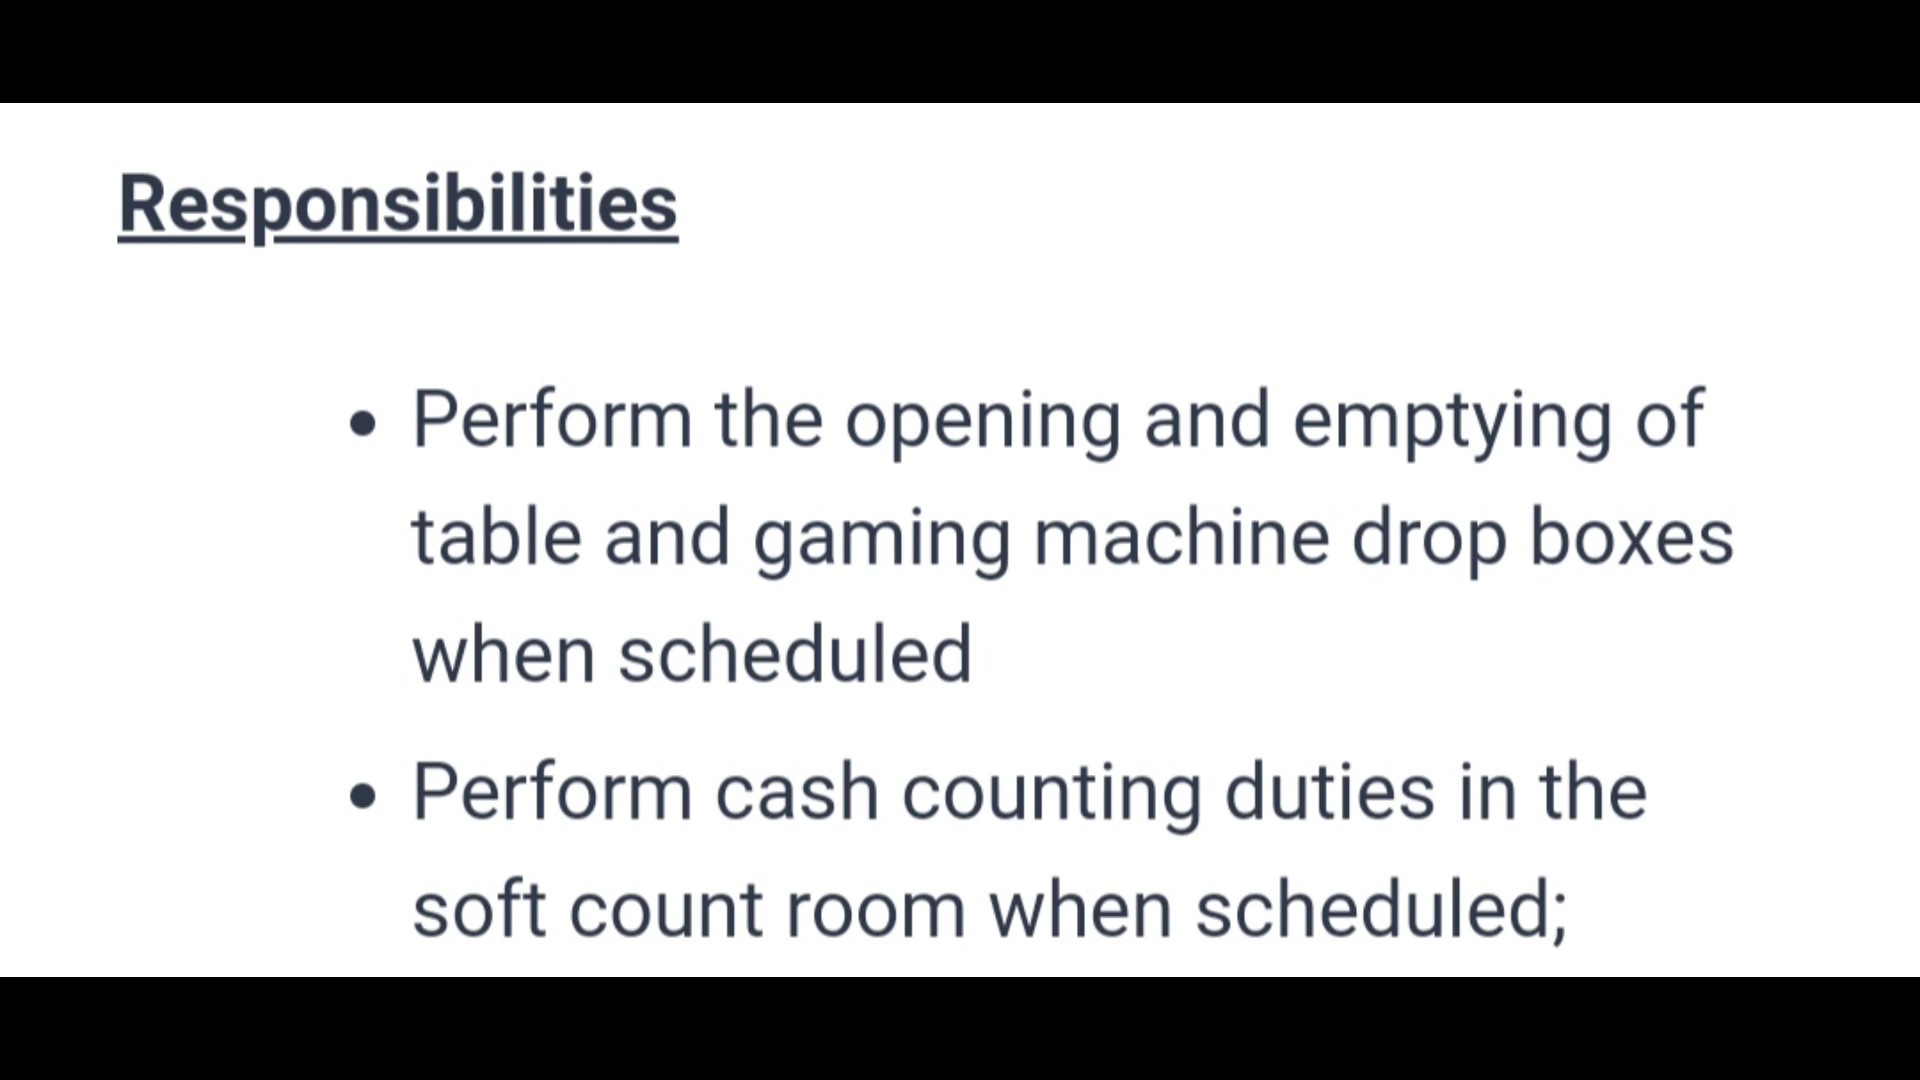 Responsibilities
• Perform the opening and emptying of
table and gaming machine drop boxes
when scheduled
• Perform cash counting duties in the
soft count room when scheduled;